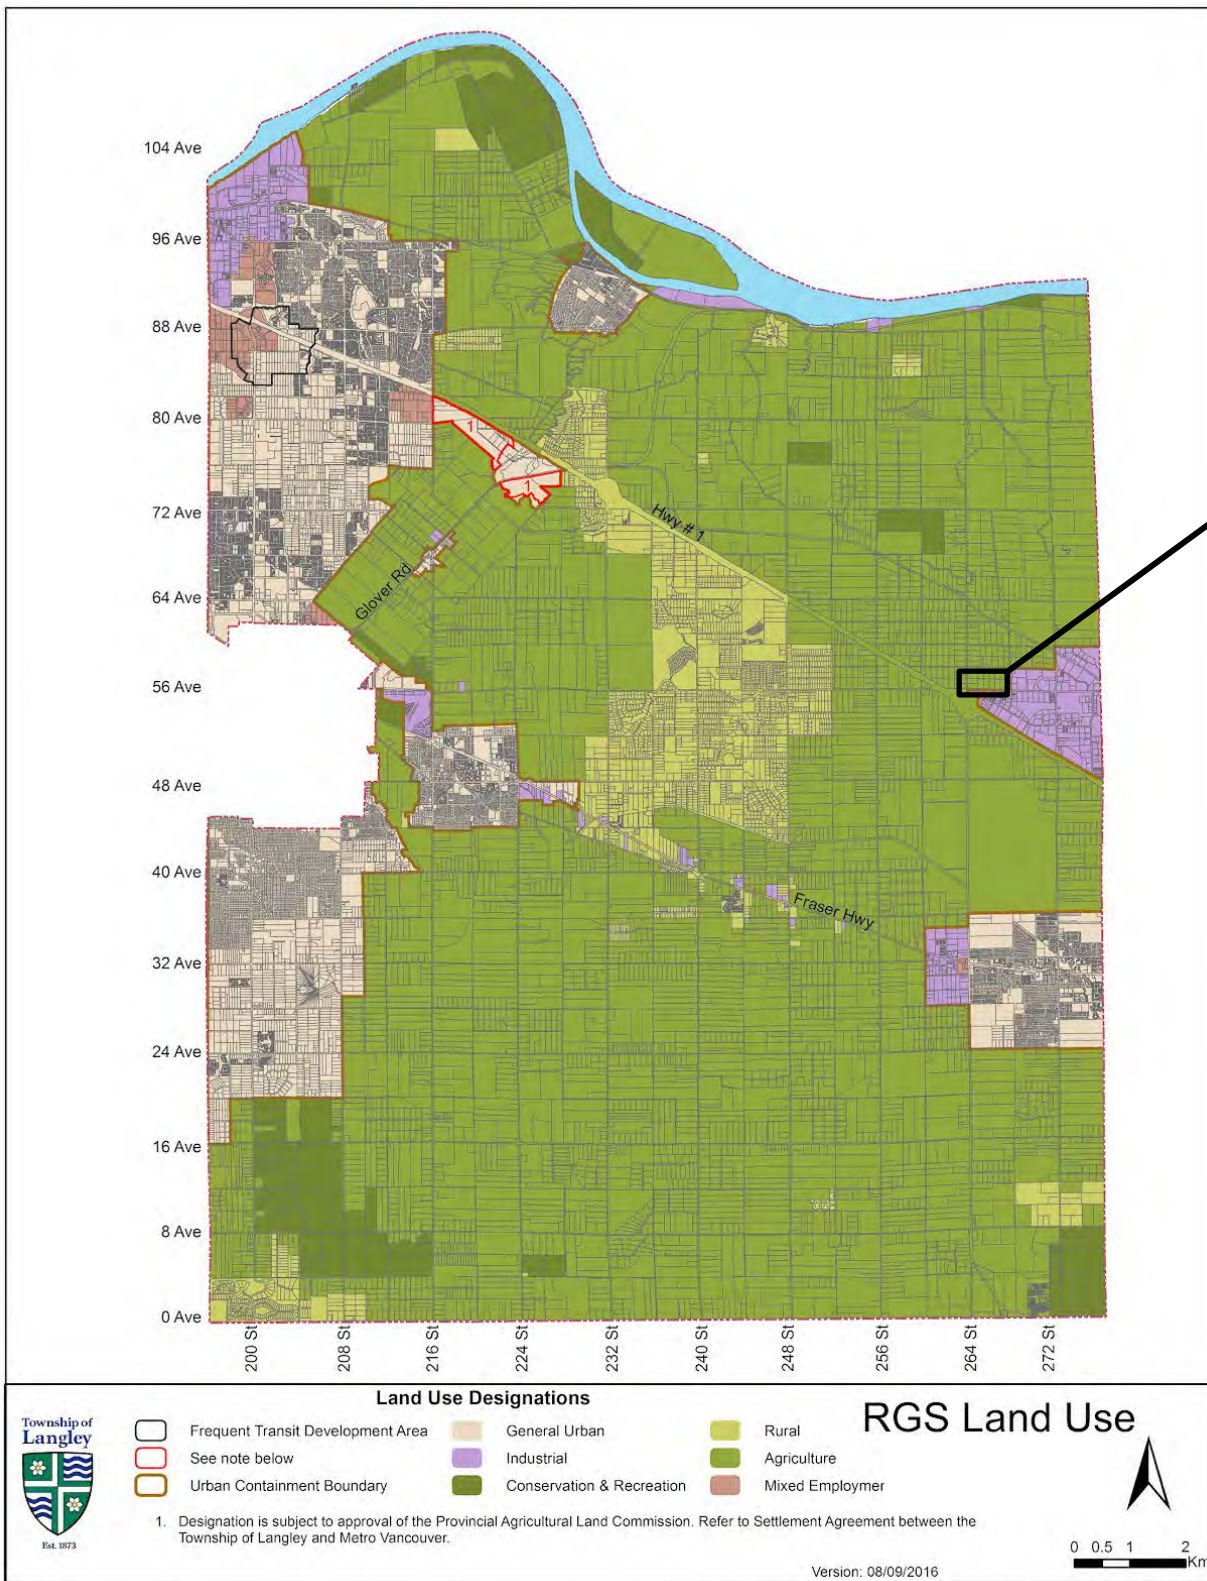 104 Ave
96 Ave
88 Ave
80 Ave
72 Ave
64 Ave
56 Ave
48 Ave
40 Ave
32 Ave
24 Ave
16 Ave
8 Ave
0 Ave
1
1
Hwy # 1
Glover Rd
Fraser Hwy
200 St
208 St
216 St
224 St
232 St
240 St
248 St
256 St
264 St
272 St
Land Use Designations
RGS Land Use
Township of
Langley
Est. 1873
Frequent Transit Development Area
See note below
Urban Containment Boundary
General Urban
Industrial
Conservation & Recreation
Rural
Agriculture
Mixed Employmer
1. Designation is subject to approval of the Provincial Agricultural Land Commission. Refer to Settlement Agreement between the
Township of Langley and Metro Vancouver.
Version: 08/09/2016
0 0.5 1 2
Km